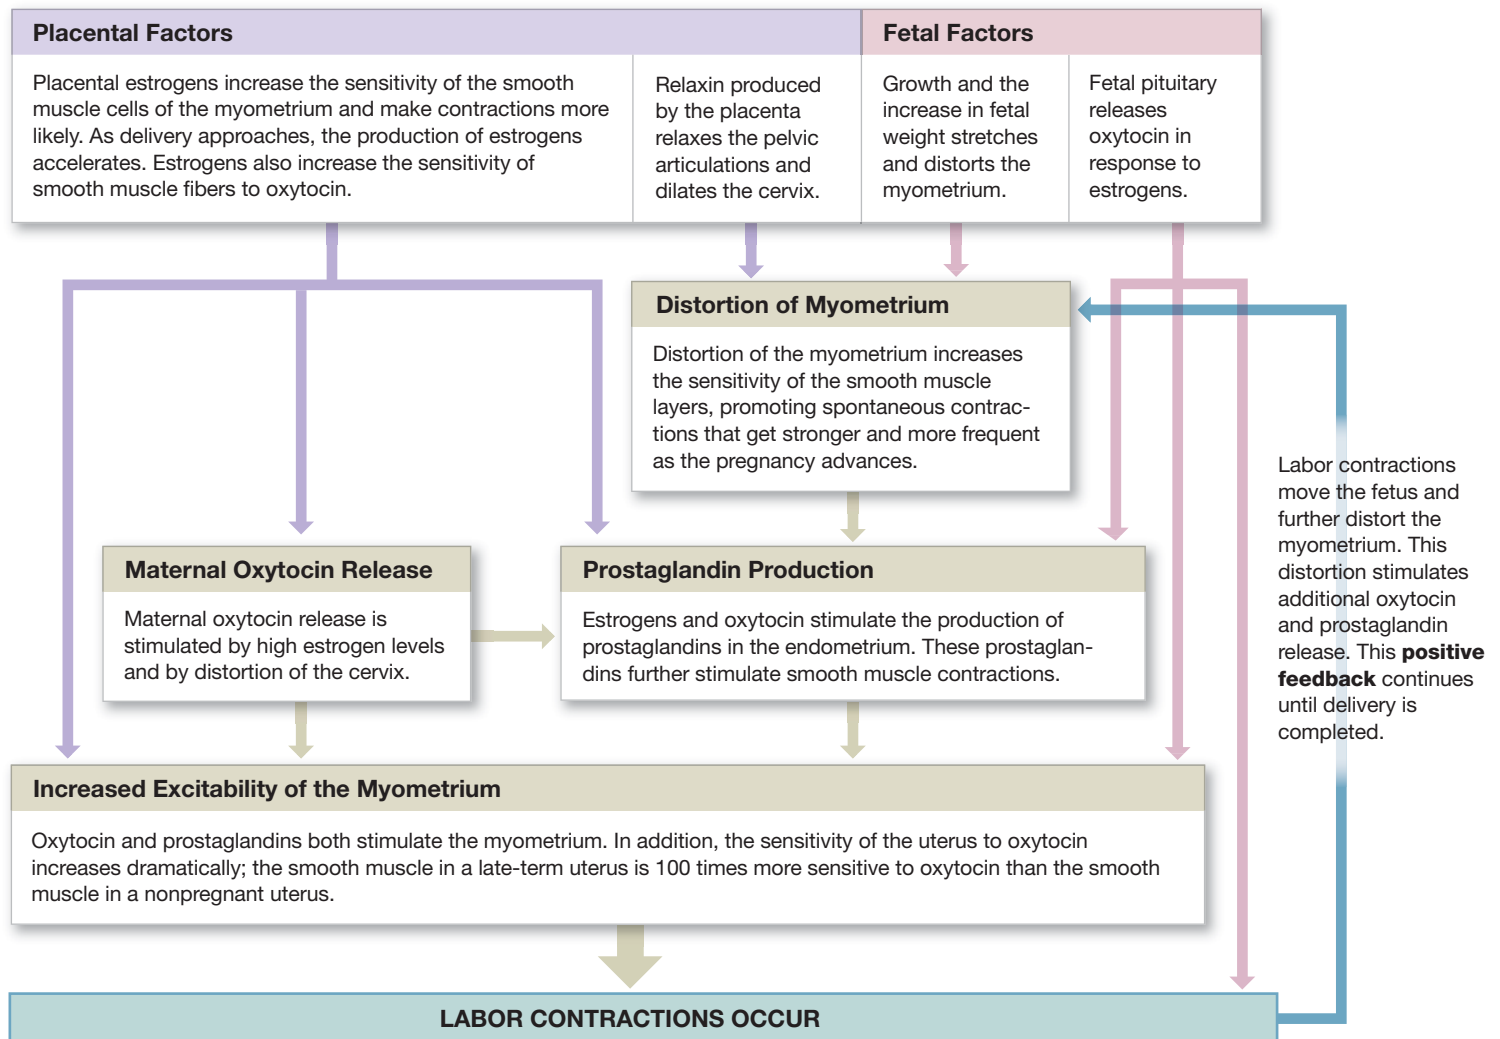 Placental Factors
Placental estrogens increase the sensitivity of the smooth
muscle cells of the myometrium and make contractions more
likely. As delivery approaches, the production of estrogens
accelerates. Estrogens also increase the sensitivity of
smooth muscle fibers to oxytocin.
Relaxin produced
by the placenta
relaxes the pelvic
articulations and
dilates the cervix.
Fetal Factors
Growth and the
increase in fetal
weight stretches
and distorts the
myometrium.
Fetal pituitary
releases
oxytocin in
response to
estrogens.
Distortion of Myometrium
Distortion of the myometrium increases
the sensitivity of the smooth muscle
layers, promoting spontaneous contrac-
tions that get stronger and more frequent
as the pregnancy advances.
Maternal Oxytocin Release
Maternal oxytocin release is
stimulated by high estrogen levels
and by distortion of the cervix.
Prostaglandin Production
Estrogens and oxytocin stimulate the production of
prostaglandins in the endometrium. These prostaglan-
dins further stimulate smooth muscle contractions.
Labor contractions
move the fetus and
further distort the
myometrium. This
distortion stimulates
additional oxytocin
and prostaglandin
release. This positive
feedback continues
until delivery is
completed.
Increased Excitability of the Myometrium
Oxytocin and prostaglandins both stimulate the myometrium. In addition, the sensitivity of the uterus to oxytocin
increases dramatically; the smooth muscle in a late-term uterus is 100 times more sensitive to oxytocin than the smooth
muscle in a nonpregnant uterus.
LABOR CONTRACTIONS OCCUR